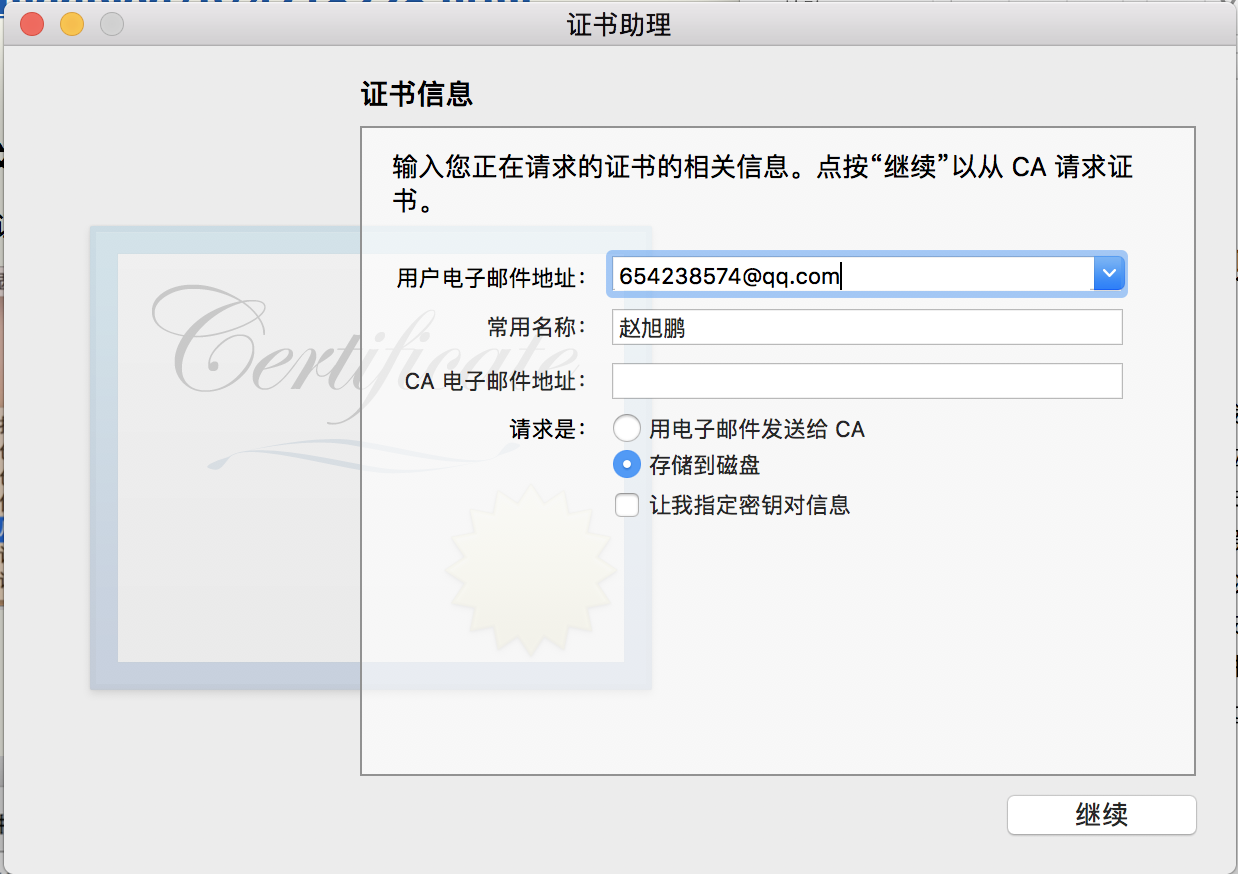 证书助理
证书信息
输入您正在请求的证书的相关信息。点按“继续”以从 CA 请求证
书。
用户电子邮件地址： 654238574@qq.com
Certificate
常用名称： 赵旭鹏
CA 电子邮件地址：
请求是： 用电子邮件发送给 CA
存储到磁盘
让我指定密钥对信息
继续